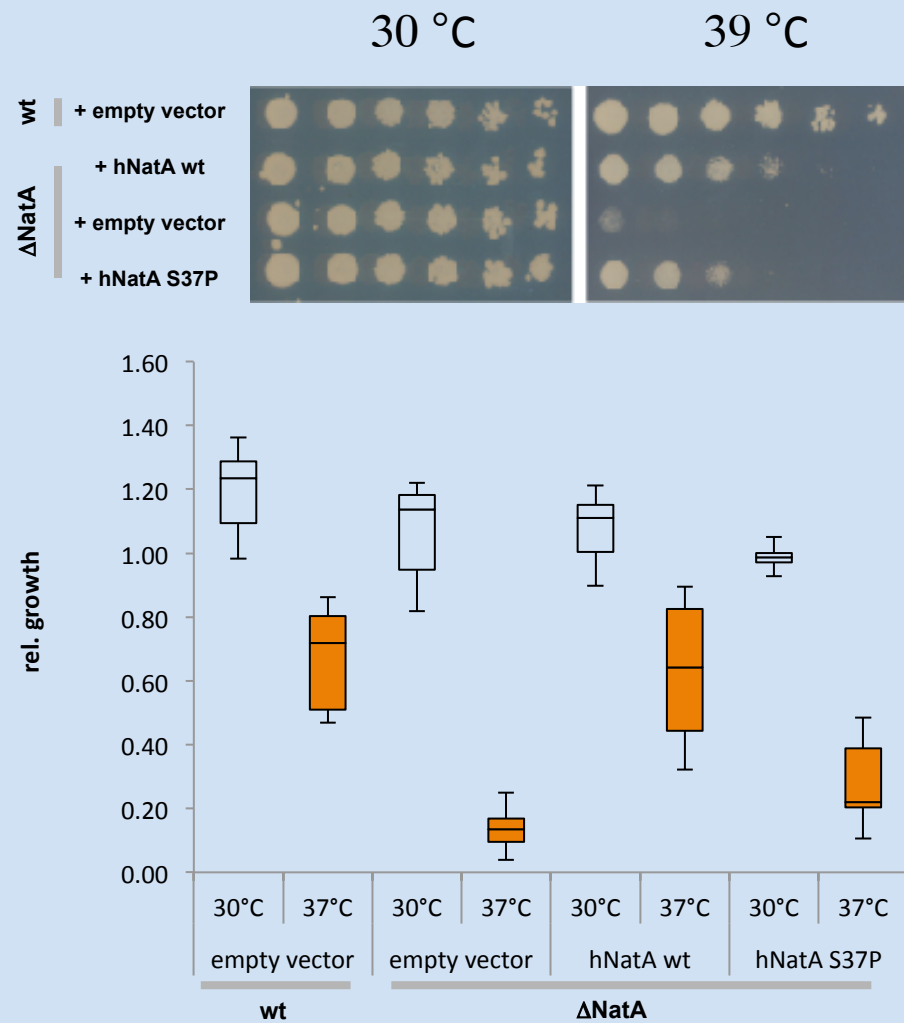 30 °C 39 °C
wt + empty vector
+ hNatA wt
ΔNatA + empty vector
+ hNatA S37P
1.60
1.40
1.20
1.00
0.80
0.60
0.40
0.20
0.00
rel. growth
30°C 37°C 30°C 37°C 30°C 37°C 30°C 37°C
empty vector empty vector hNatA wt hNatA S37P
wt ΔNatA